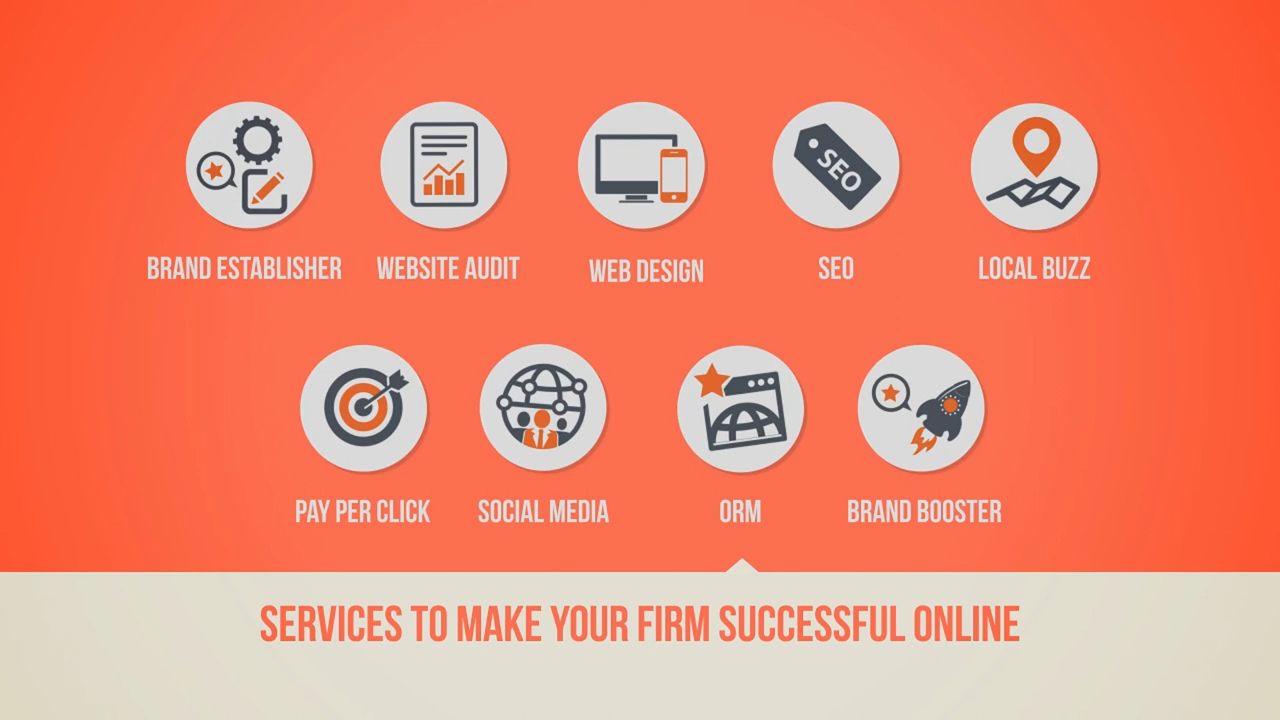 SEO
BRAND ESTABLISHER
WEBSITE AUDIT
WEB DESIGN
SEO
LOCAL BUZZ
PAY PER CLICK
SOCIAL MEDIA
ORM
BRAND BOOSTER
SERVICES TO MAKE YOUR FIRM SUCCESSFUL ONLINE